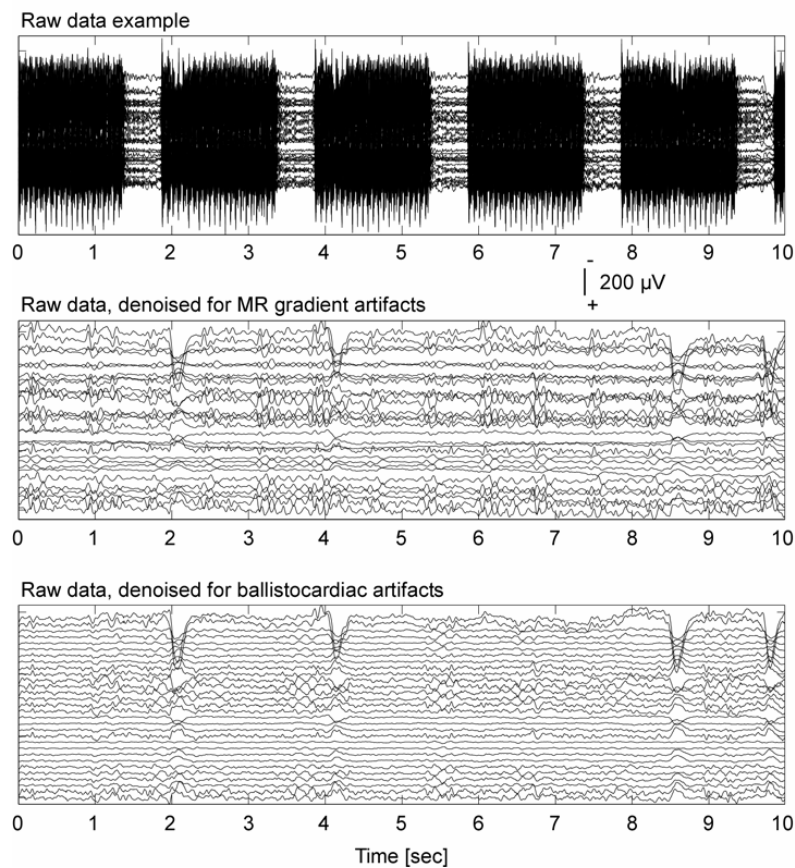 Raw data example
0 1 2 3 4 5 6 7 8 9 10
-
200 µV
+
Raw data, denoised for MR gradient artifacts
0 1 2 3 4 5 6 7 8 9 10
Raw data, denoised for ballistocardiac artifacts
0 1 2 3 4 5 6 7 8 9 10
Time [sec]